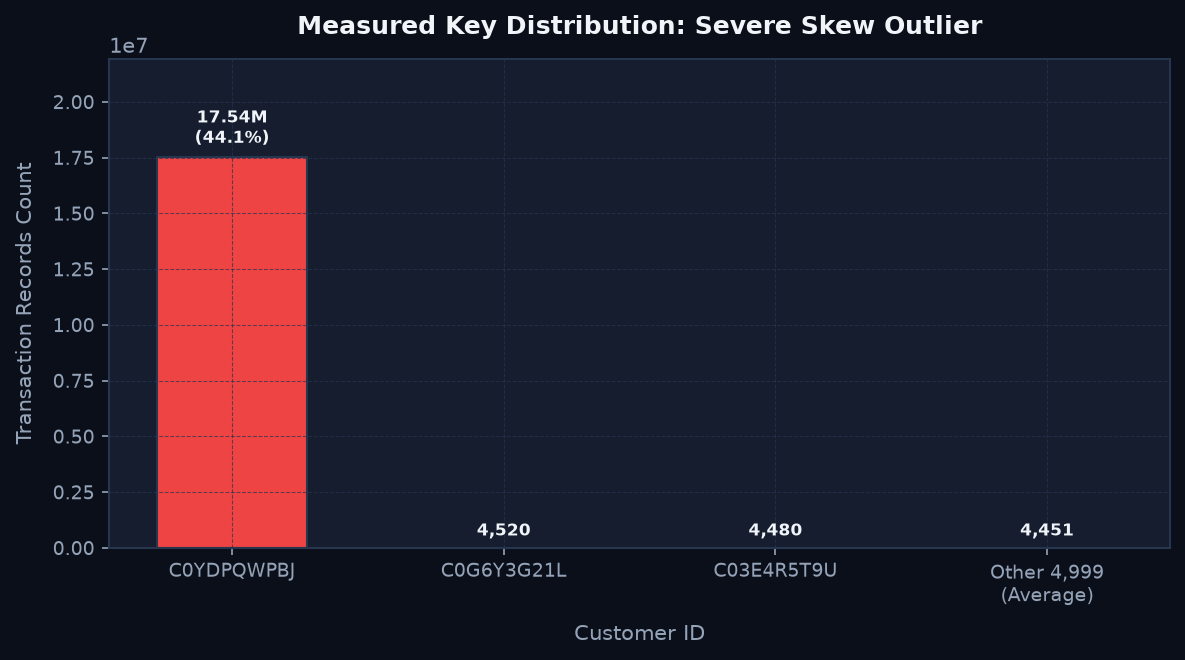 Measured Key Distribution: Severe Skew Outlier
1e7
2.00
1.75
1.50
1.25
1.00
0.75
0.50
0.25
0.00
Transaction Records Count
17.54M
(44.1%)
4,520
4,480
4,451
C0YDPQWPBJ
C0G6Y3G21L
C03E4R5T9U
Other 4,999
(Average)
Customer ID